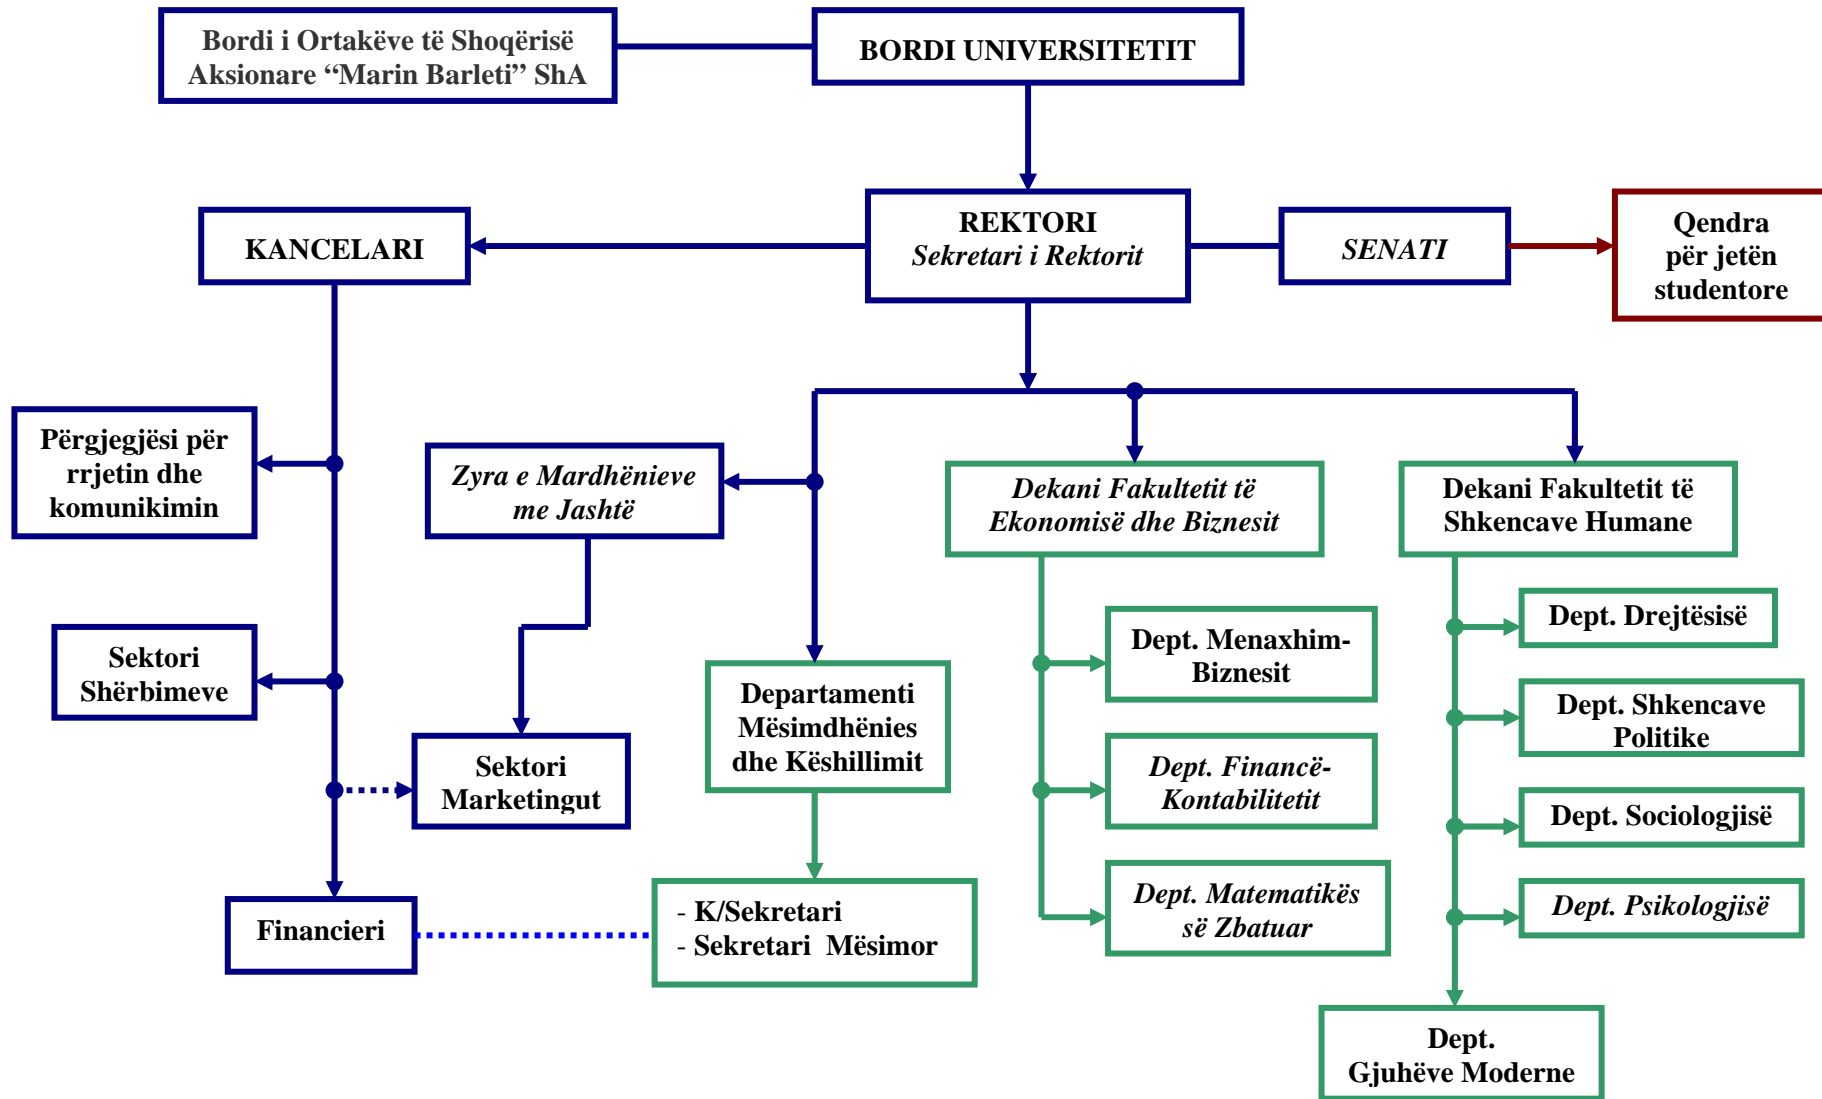 Bordi i Ortakëve të Shoqërisë
Aksionare “Marin Barleti” ShA
BORDI UNIVERSITETIT
KANCELARI
REKTORI
Sekretari i Rektorit
SENATI
Qendra
për jetën
studentore
Përgjegjësi për
rrjetin dhe
komunikimin
Zyra e Mardhënieve
me Jashtë
Dekani Fakultetit të
Ekonomisë dhe Biznesit
Dekani Fakultetit të
Shkencave Humane
Sektori
Shërbimeve
Sektori
Marketingut
Departamenti
Mësimdhënies
dhe Këshillimit
Dept. Menaxhim-
Biznesit
Dept. Financë-
Kontabilitetit
Dept. Matematikës
së Zbatuar
Dept. Drejtësisë
Dept. Shkencave
Politike
Dept. Sociologjisë
Dept. Psikologjisë
Financieri
- K/Sekretari
- Sekretari  Mësimor
Dept.
Gjuhëve Moderne